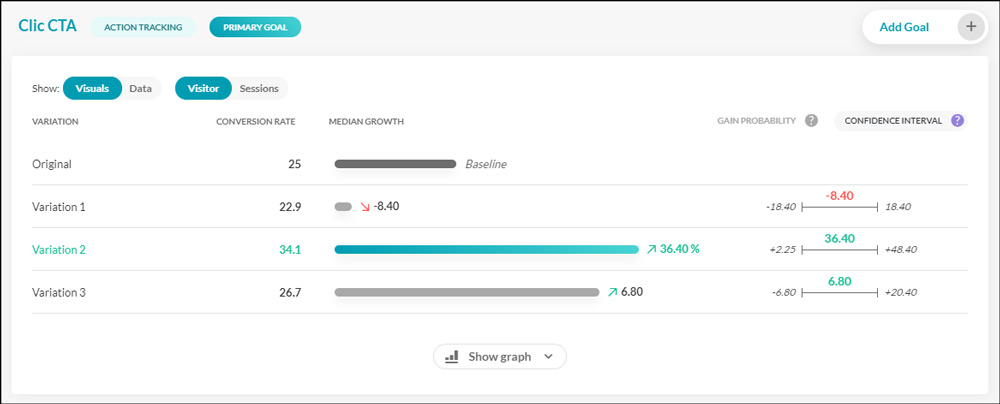 Clic CTA ACTION TRACKING PRIMARY GOAL Add Goal +
Show: Visuals Data Visitor Sessions
VARIATION CONVERSION RATE MEDIAN GROWTH GAIN PROBABILITY ? CONFIDENCE INTERVAL ?
Original 25 Baseline
Variation 1 22.9 -8.40 -18.40 -8.40 18.40
Variation 2 34.1 36.40 % +2.25 36.40 +48.40
Variation 3 26.7 6.80 -6.80 6.80 +20.40
Show graph